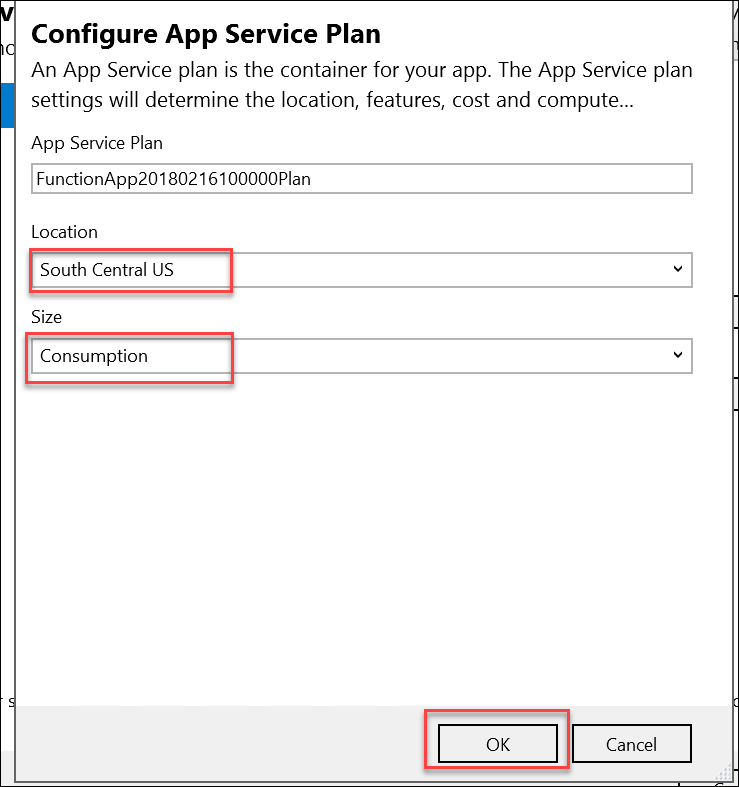 Configure App Service Plan
An App Service plan is the container for your app. The App Service plan
settings will determine the location, features, cost and compute...
App Service Plan
FunctionApp20180216100000Plan
Location
South Central US
Size
Consumption
OK
Cancel